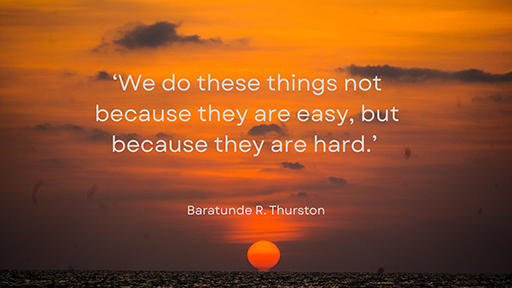 ‘We do these things not
because they are easy, but
because they are hard.’
Baratunde R. Thurston